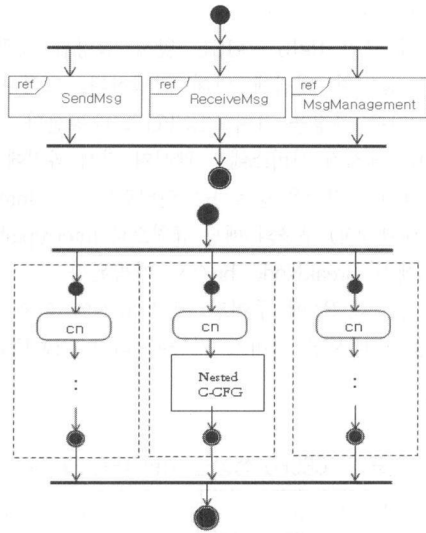 ref
SendMsg
ref
ReceiveMsg
ref
MsgManagement
cn
cn
cn
:
Nested
C-CFG
: